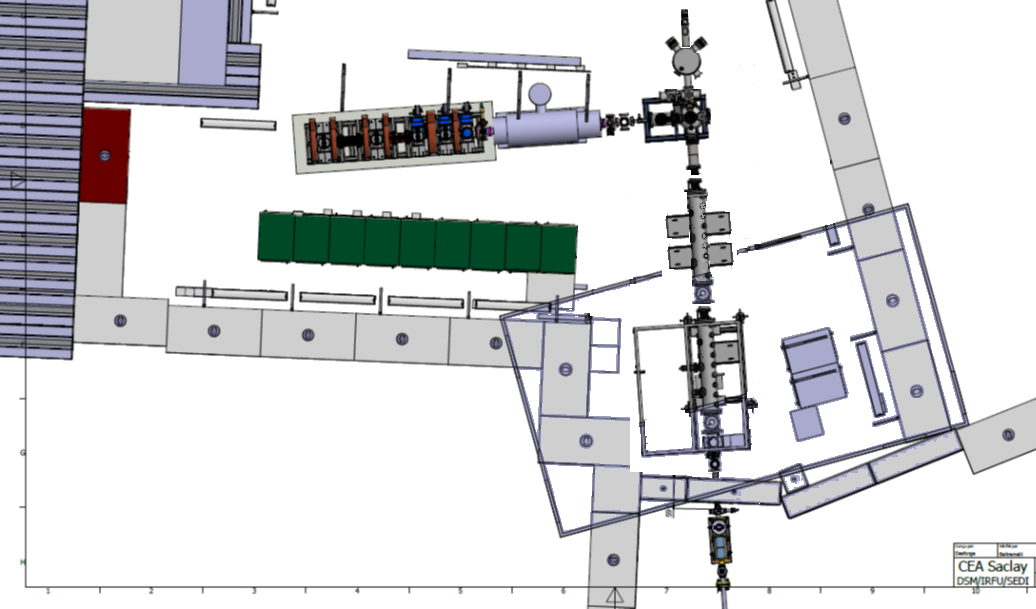 G
H
1 2 3 4 5 6 7 8 9 10
CEA Saclay
DSM/IRFU/SEDI